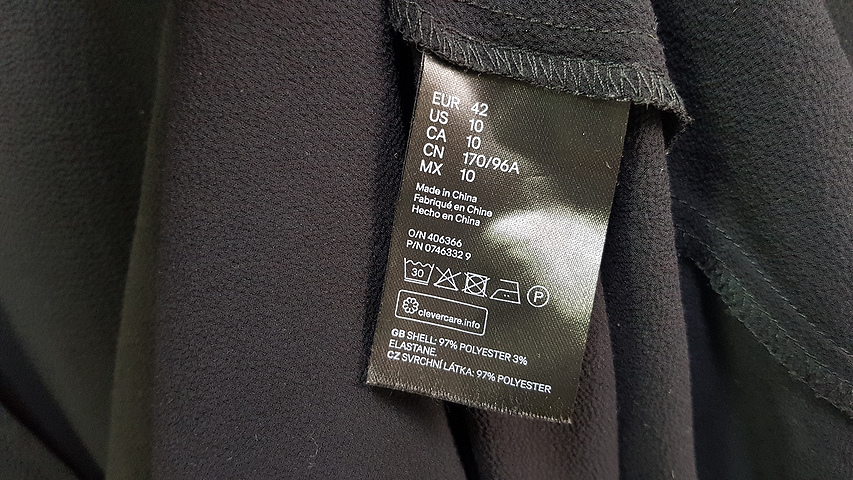 EUR 42
US 10
CA 10
CN 170/96A
MX 10
Made in China
Fabriqué en Chine
Hecho en China
O/N 406366
P/N 0746332 9
30
P
clevercare.info
GB SHELL: 97% POLYESTER 3%
ELASTANE.
CZ SVRCHNÍ LÁTKA: 97% POLYESTER